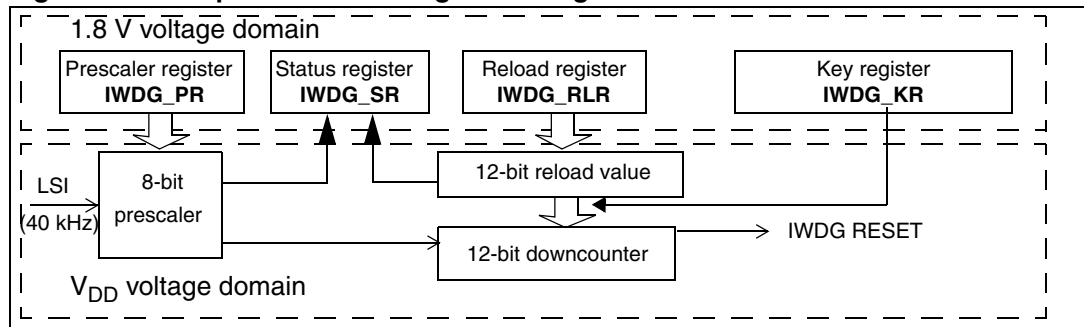 1.8 V voltage domain
Prescaler register
IWDG_PR
Status register
IWDG_SR
Reload register
IWDG_RLR
Key register
IWDG_KR
LSI
(40 kHz)
8-bit
prescaler
12-bit reload value
12-bit downcounter
IWDG RESET
VDD voltage domain